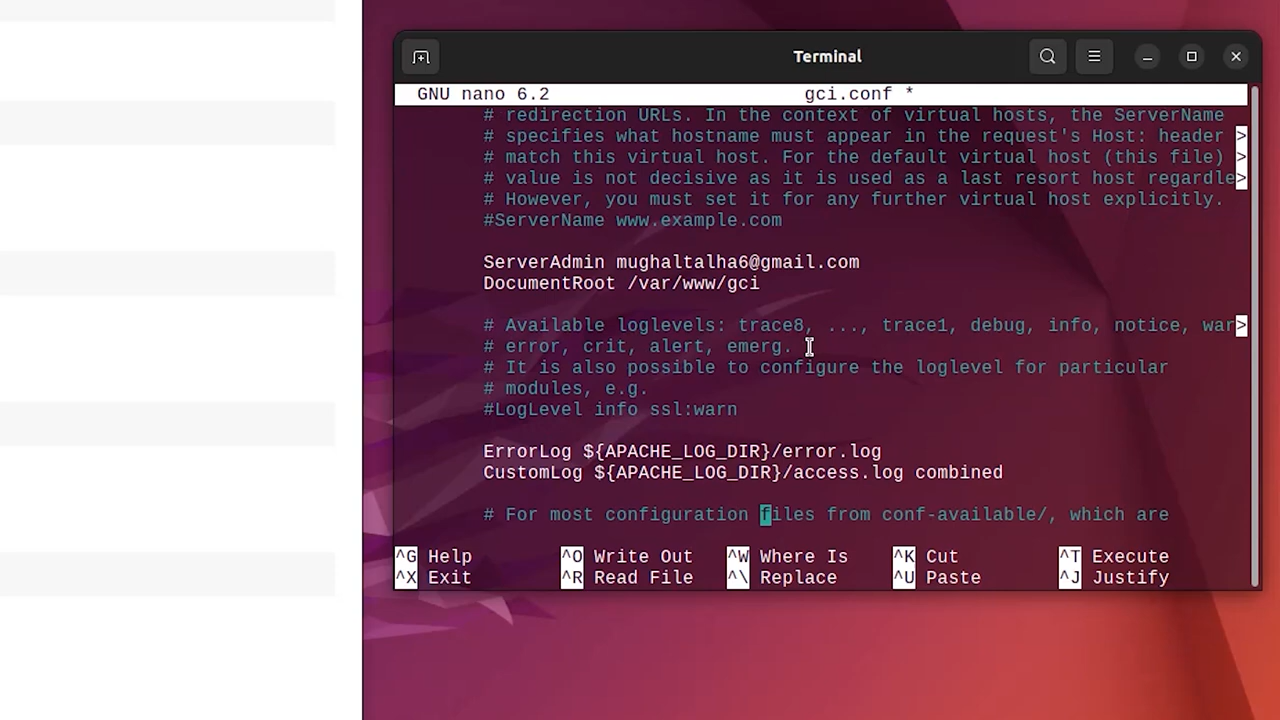 Terminal
GNU nano 6.2 gci.conf *
# redirection URLs. In the context of virtual hosts, the ServerName
# specifies what hostname must appear in the request's Host: header >
# match this virtual host. For the default virtual host (this file) >
# value is not decisive as it is used as a last resort host regardle>
# However, you must set it for any further virtual host explicitly.
#ServerName www.example.com
ServerAdmin mughaltalha6@gmail.com
DocumentRoot /var/www/gci
# Available loglevels: trace8, ..., trace1, debug, info, notice, war>
# error, crit, alert, emerg.
# It is also possible to configure the loglevel for particular
# modules, e.g.
#LogLevel info ssl:warn
ErrorLog ${APACHE_LOG_DIR}/error.log
CustomLog ${APACHE_LOG_DIR}/access.log combined
# For most configuration files from conf-available/, which are
^G Help ^O Write Out ^W Where Is ^K Cut ^T Execute
^X Exit ^R Read File ^\ Replace ^U Paste ^J Justify